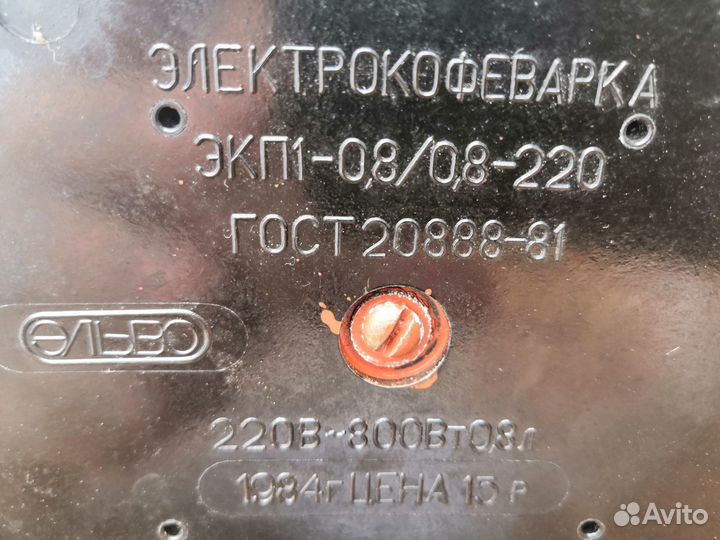 ЭЛЕКТРОКОФЕВАРКА
ЭКП1-0,8/0,8-220
ГОСТ 20888-81
ЭЛЬВО
220В~800Вт0,8л
1984г ЦЕНА 15 р
Avito